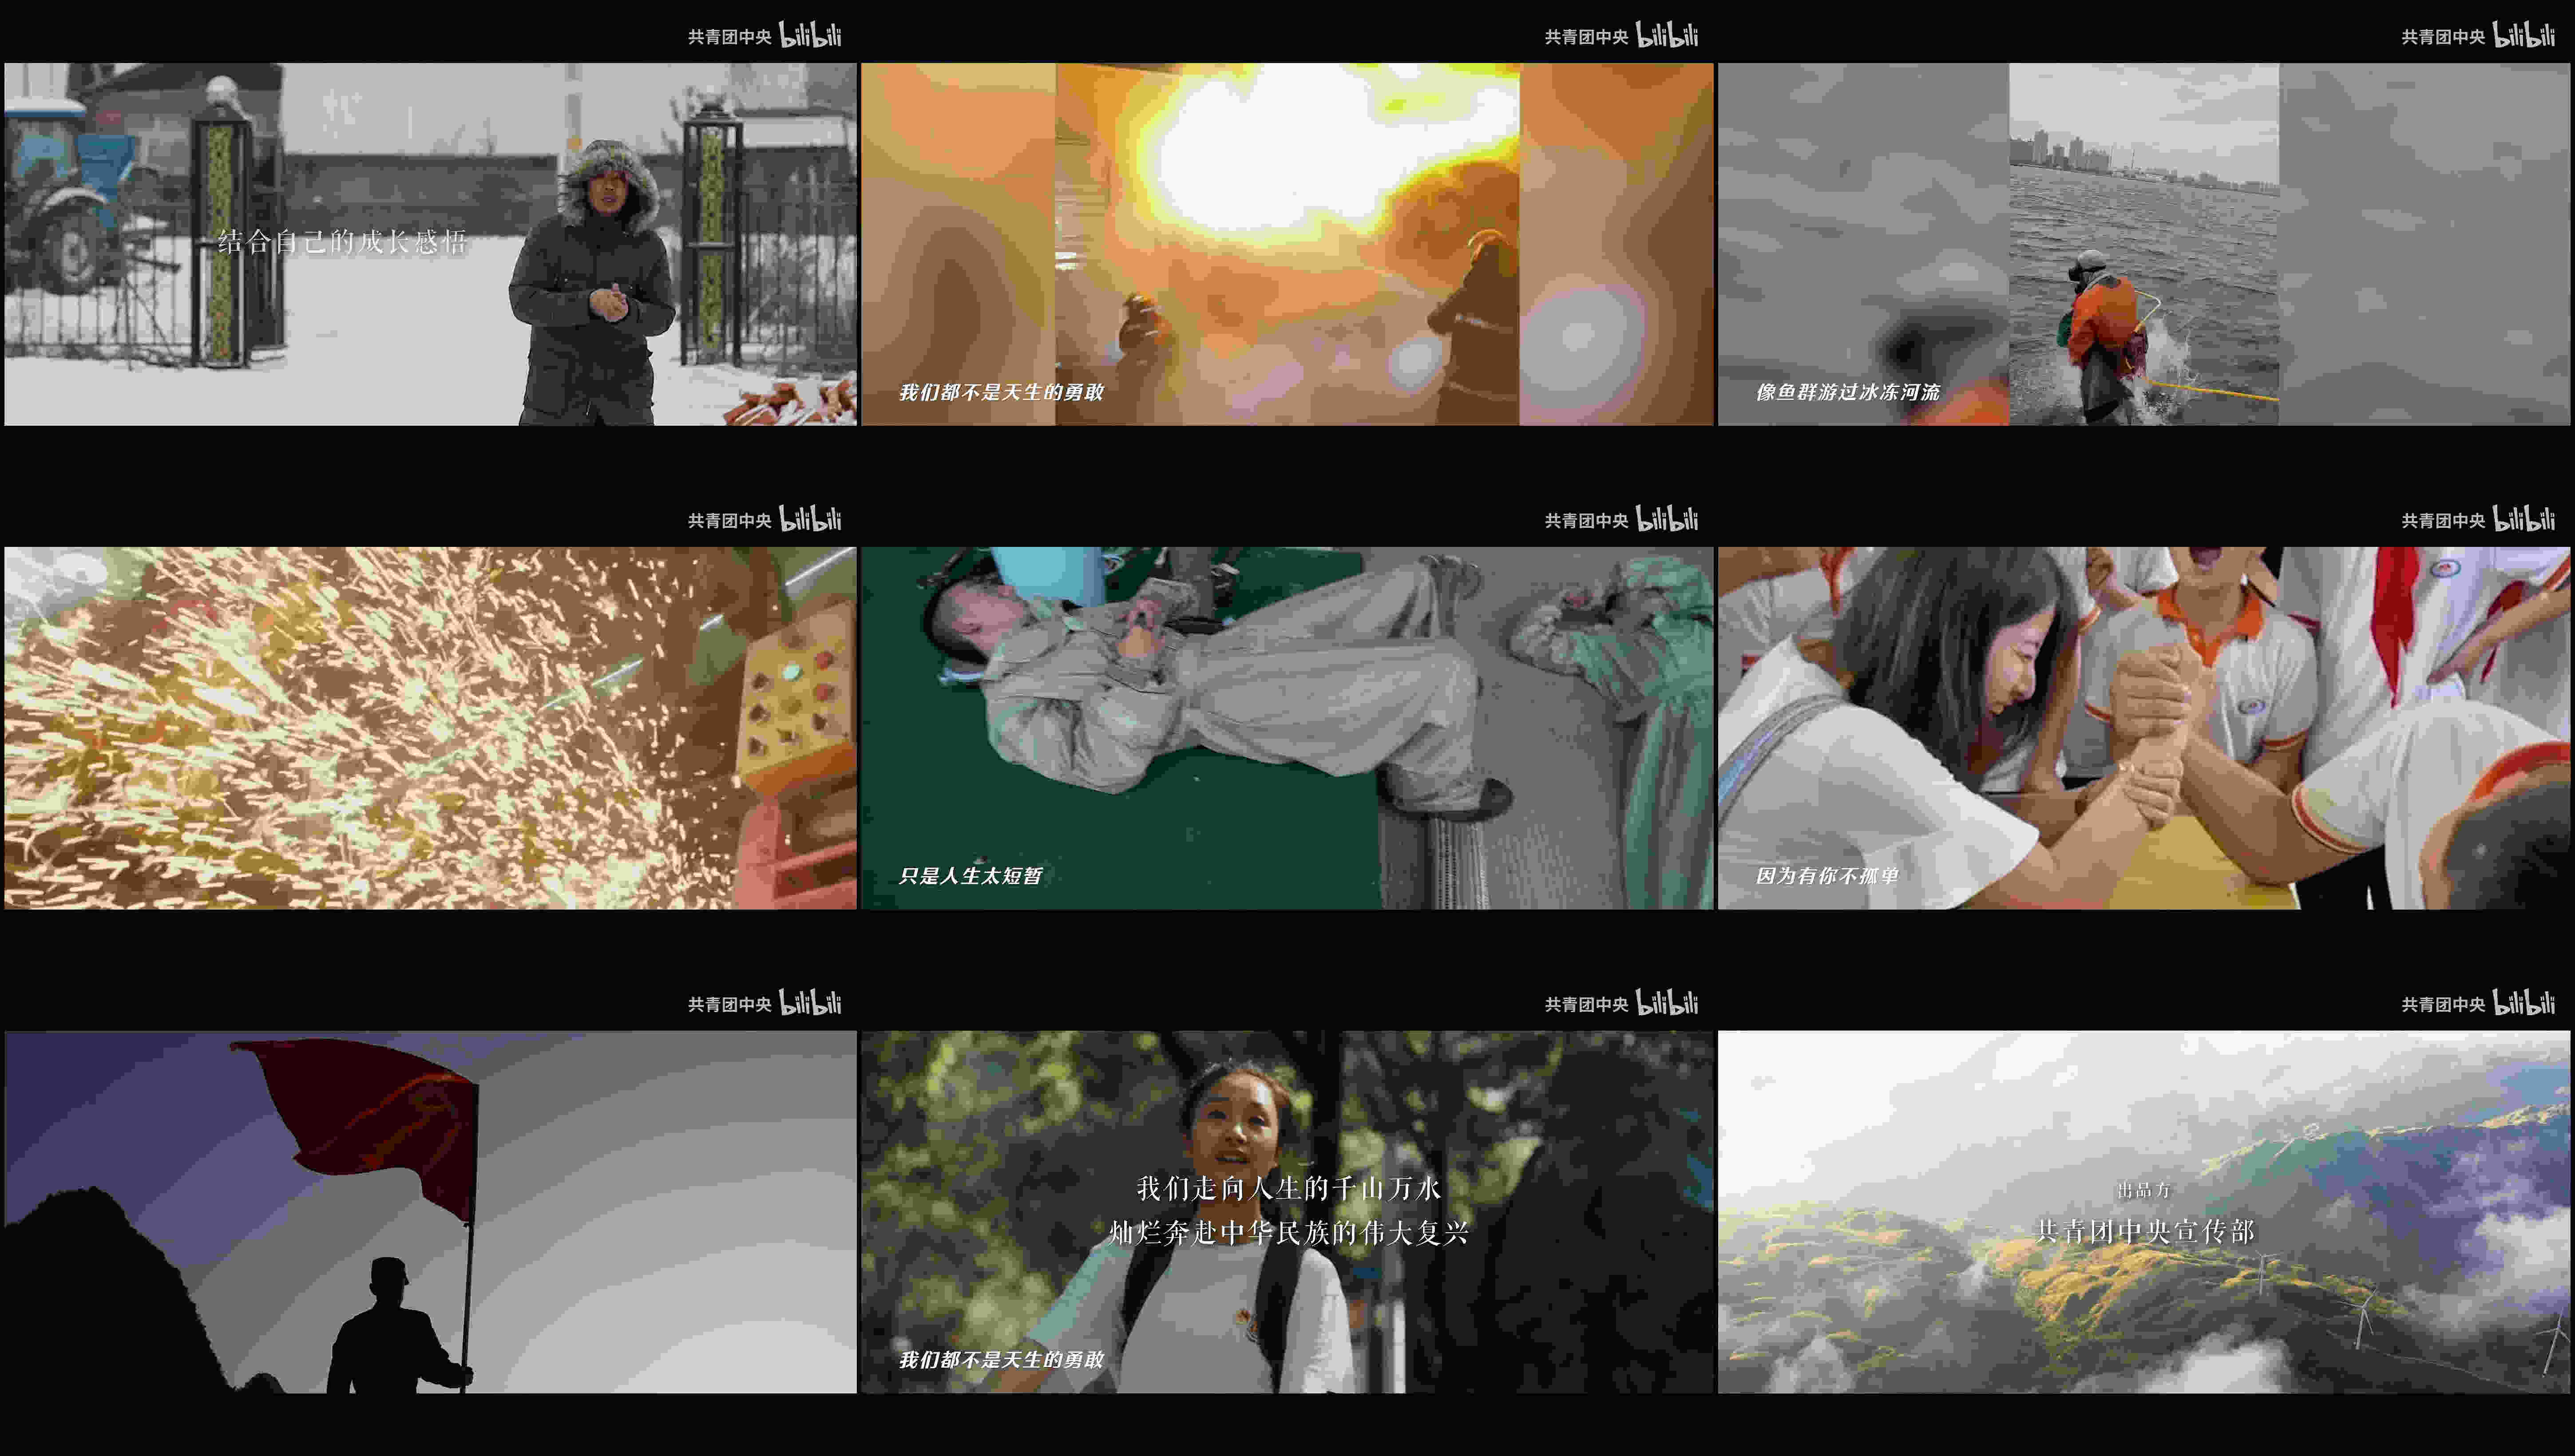 共青团中央 bilibili
结合自己的成长感悟
共青团中央 bilibili
我们都不是天生的勇敢
共青团中央 bilibili
像鱼群游过冰冻河流
共青团中央 bilibili
共青团中央 bilibili
只是人生太短暂
共青团中央 bilibili
因为有你不孤单
共青团中央 bilibili
共青团中央 bilibili
我们走向人生的千山万水
灿烂奔赴中华民族的伟大复兴
我们都不是天生的勇敢
共青团中央 bilibili
出品方
共青团中央宣传部